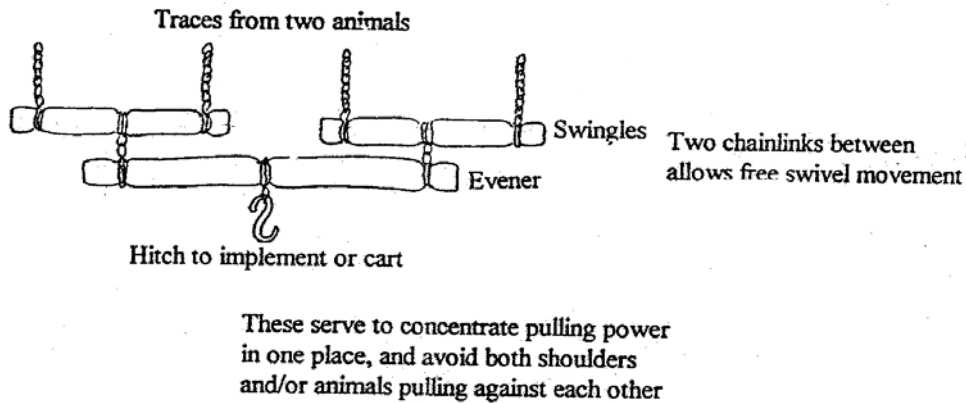 Traces from two animals
Swingles
Two chainlinks between
allows free swivel movement
Evener
Hitch to implement or cart
These serve to concentrate pulling power
in one place, and avoid both shoulders
and/or animals pulling against each other